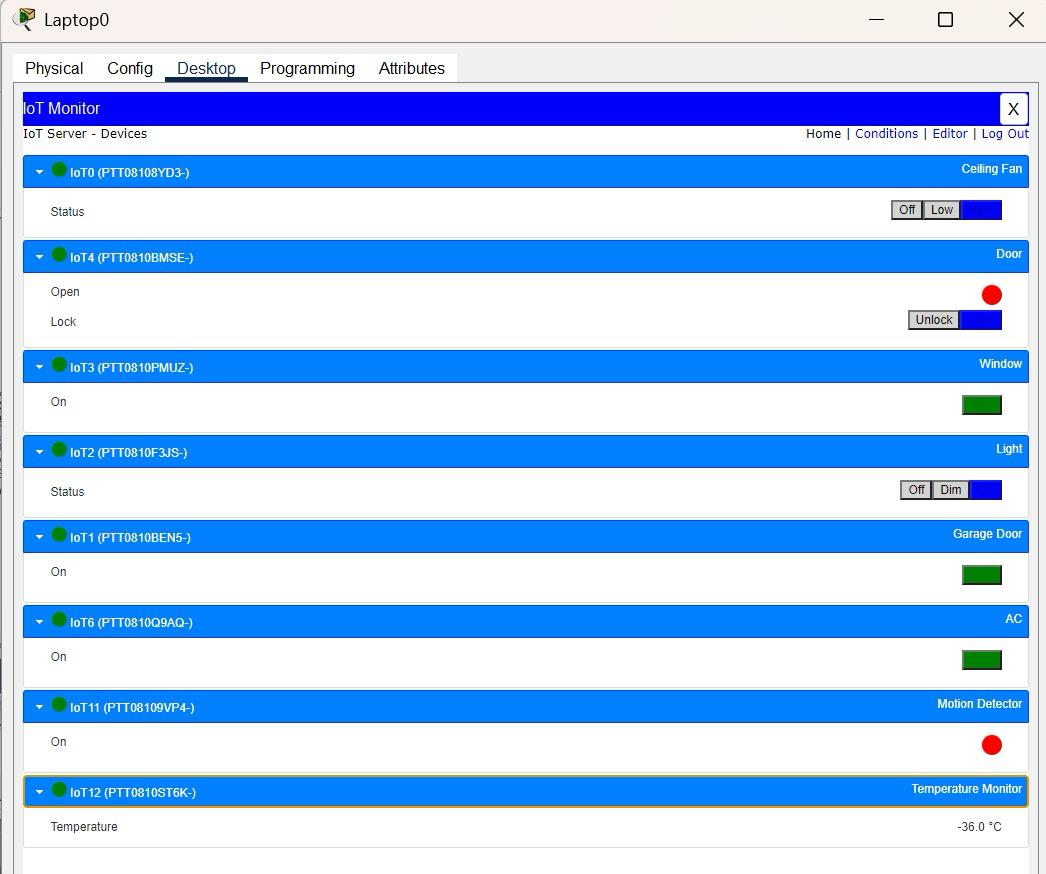 Laptop0
Physical Config Desktop Programming Attributes
IoT Monitor X
IoT Server - Devices Home | Conditions | Editor | Log Out
IoT0 (PTT08108YD3-) Ceiling Fan
Status Off Low
IoT4 (PTT0810BMSE-) Door
Open
Lock Unlock
IoT3 (PTT0810PMUZ-) Window
On
IoT2 (PTT0810F3JS-) Light
Status Off Dim
IoT1 (PTT0810BEN5-) Garage Door
On
IoT6 (PTT0810Q9AQ-) AC
On
IoT11 (PTT08109VP4-) Motion Detector
On
IoT12 (PTT0810ST6K-) Temperature Monitor
Temperature -36.0 °C